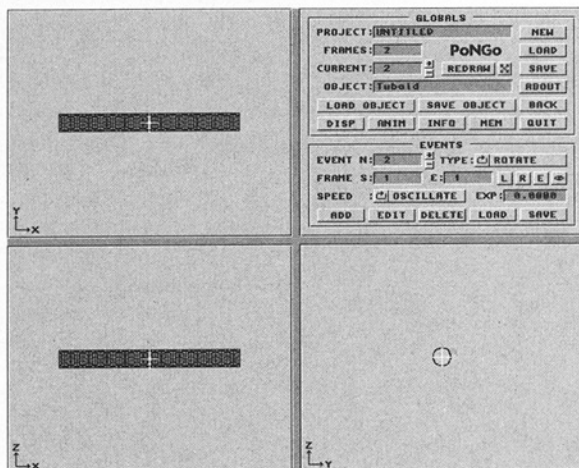 GLOBALS
PROJECT: UNTITLED NEW
FRAMES: 2 PoNGo LOAD
CURRENT: 2 + - REDRAW SAVE
OBJECT: Tuboid ABOUT
LOAD OBJECT SAVE OBJECT BACK
DISP ANIM INFO MEM QUIT
EVENTS
EVENT N: 2 + - TYPE: ROTATE
FRAME S: 1 E: 1 L R E
SPEED : OSCILLATE EXP: 0.0000
ADD EDIT DELETE LOAD SAVE
Y
X
Z
X
Z
Y